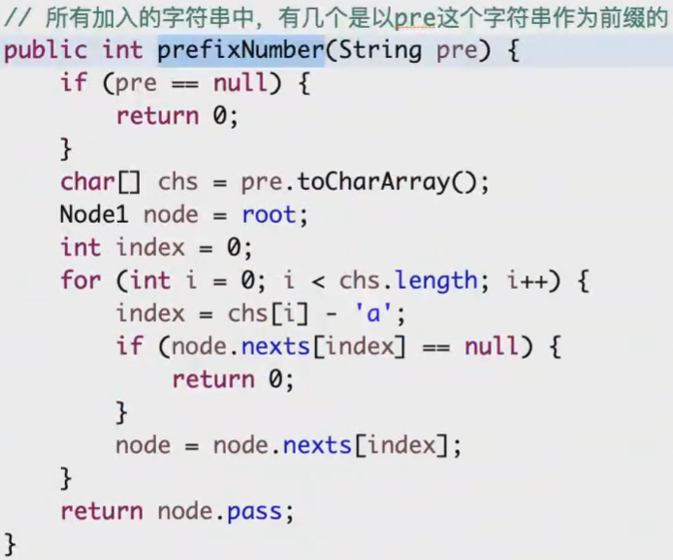 // 所有加入的字符串中，有几个是以pre这个字符串作为前缀的
public int prefixNumber(String pre) {
    if (pre == null) {
        return 0;
    }
    char[] chs = pre.toCharArray();
    Node1 node = root;
    int index = 0;
    for (int i = 0; i < chs.length; i++) {
        index = chs[i] - 'a';
        if (node.nexts[index] == null) {
            return 0;
        }
        node = node.nexts[index];
    }
    return node.pass;
}